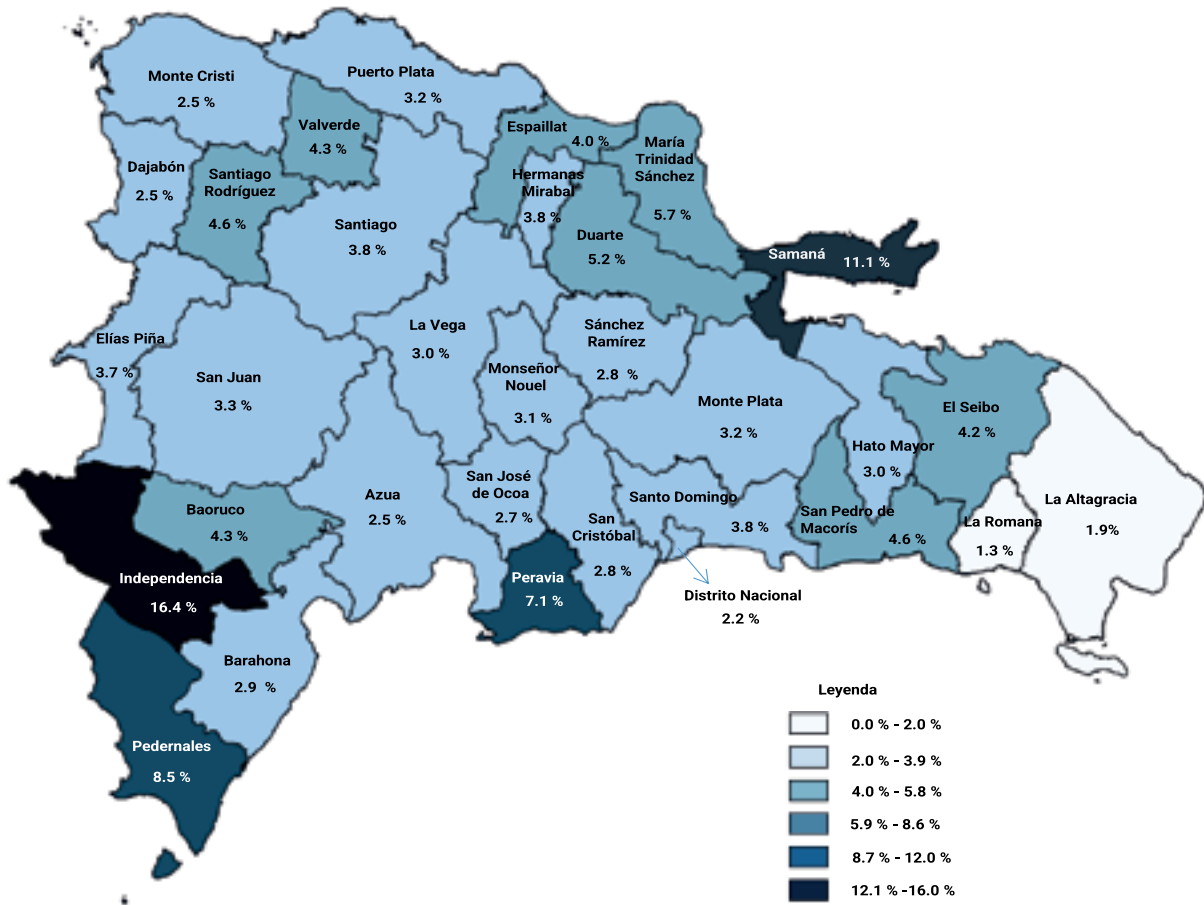 Monte Cristi
2.5 %
Puerto Plata
3.2 %
Valverde
4.3 %
Espaillat
4.0 %
María
Trinidad
Sánchez
5.7 %
Dajabón
2.5 %
Santiago
Rodríguez
4.6 %
Hermanas
Mirabal
3.8 %
Santiago
3.8 %
Duarte
5.2 %
Samaná
11.1 %
Elías Piña
3.7 %
San Juan
3.3 %
La Vega
3.0 %
Monseñor
Nouel
3.1 %
Sánchez
Ramírez
2.8 %
Monte Plata
3.2 %
Hato Mayor
3.0 %
El Seibo
4.2 %
La Altagracia
1.9%
La Romana
1.3 %
San Pedro de
Macorís
4.6 %
Santo Domingo
3.8 %
Distrito Nacional
2.2 %
San
Cristóbal
2.8 %
San José
de Ocoa
2.7 %
Peravia
7.1 %
Azua
2.5 %
Baoruco
4.3 %
Independencia
16.4 %
Barahona
2.9 %
Pedernales
8.5 %
Leyenda
0.0 % - 2.0 %
2.0 % - 3.9 %
4.0 % - 5.8 %
5.9 % - 8.6 %
8.7 % - 12.0 %
12.1 % -16.0 %